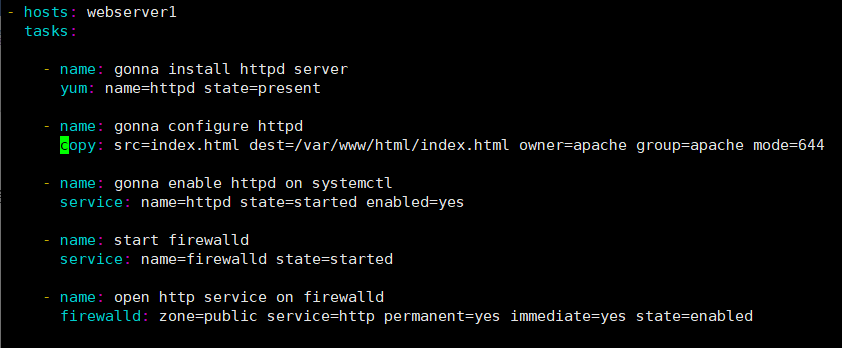 - hosts: webserver1
  tasks:

    - name: gonna install httpd server
      yum: name=httpd state=present

    - name: gonna configure httpd
      copy: src=index.html dest=/var/www/html/index.html owner=apache group=apache mode=644

    - name: gonna enable httpd on systemctl
      service: name=httpd state=started enabled=yes

    - name: start firewalld
      service: name=firewalld state=started

    - name: open http service on firewalld
      firewalld: zone=public service=http permanent=yes immediate=yes state=enabled